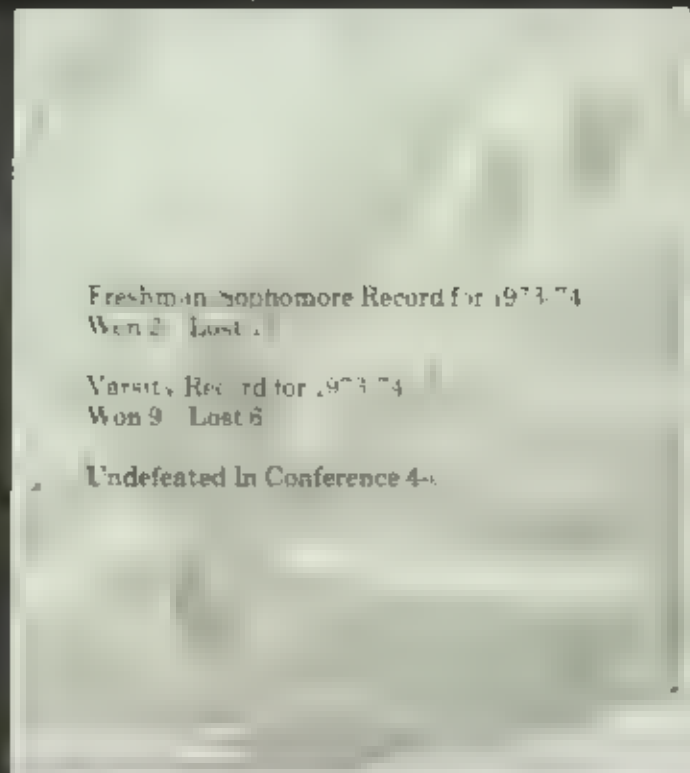 Freshman Sophomore Record for 1973-74
Won 2 Lost
Varsity Record for 1973-74
Won 9 Lost 6
Undefeated In Conference